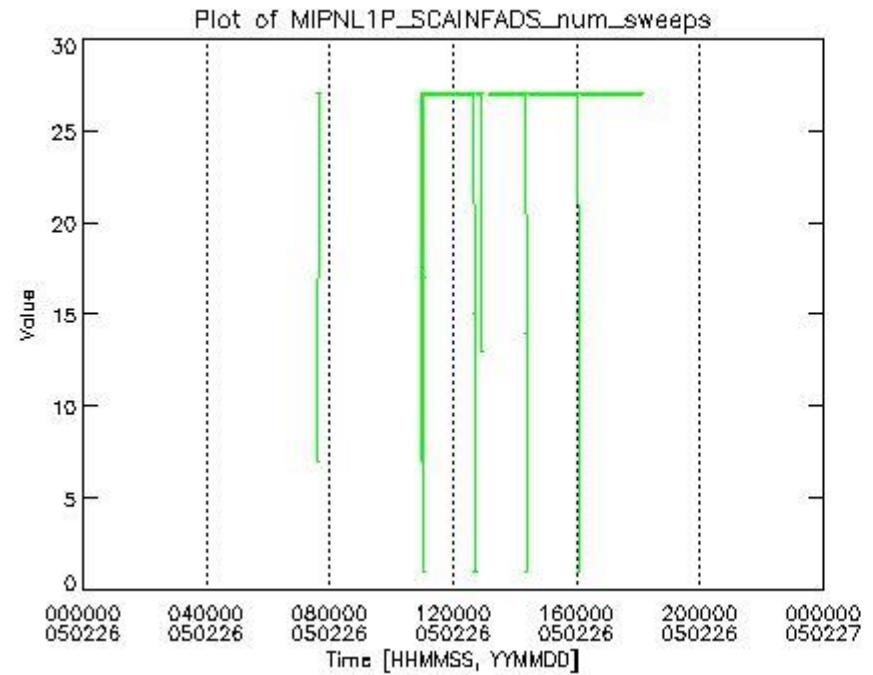 Plot of MIPNL1P_SCAINFADS_num_sweeps
30
25
20
15
10
5
0
Value
000000 040000 080000 120000 160000 200000 000000
050226 050226 050226 050226 050226 050226 050227
Time [HHMMSS, YYMMDD]